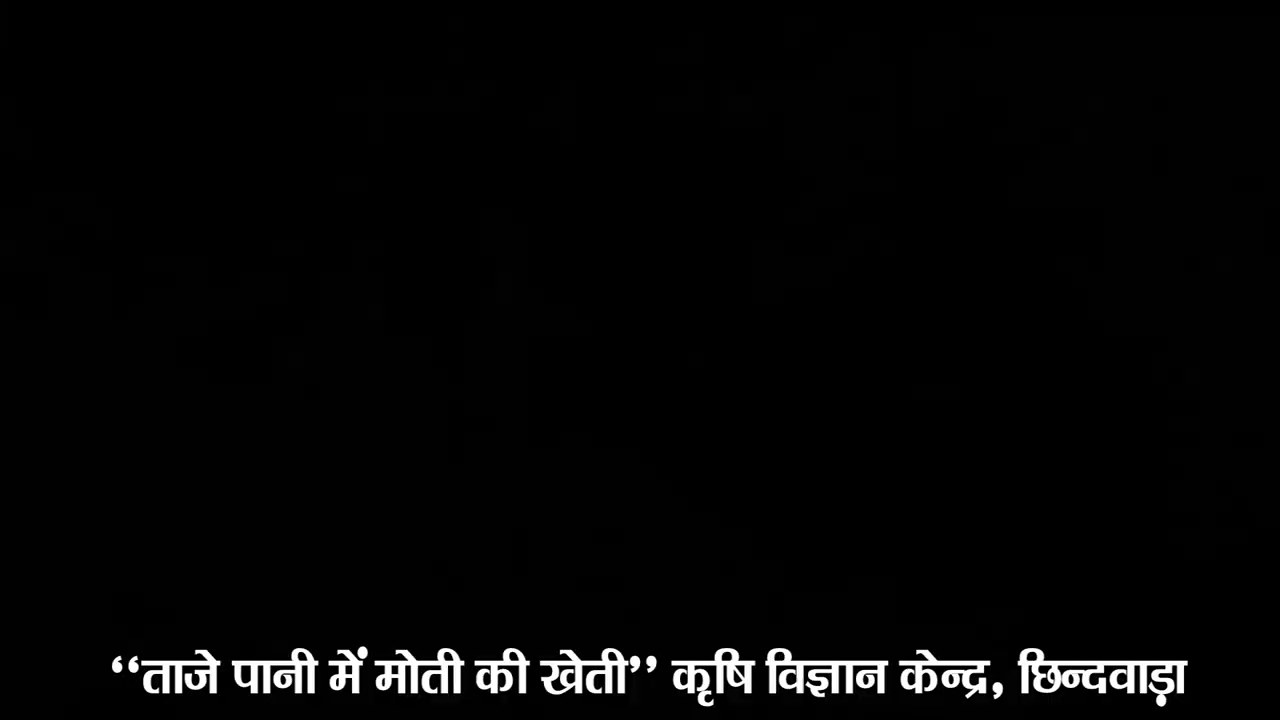 “ताजे पानी में मोती की खेती” कृषि विज्ञान केन्द्र, छिन्दवाड़ा